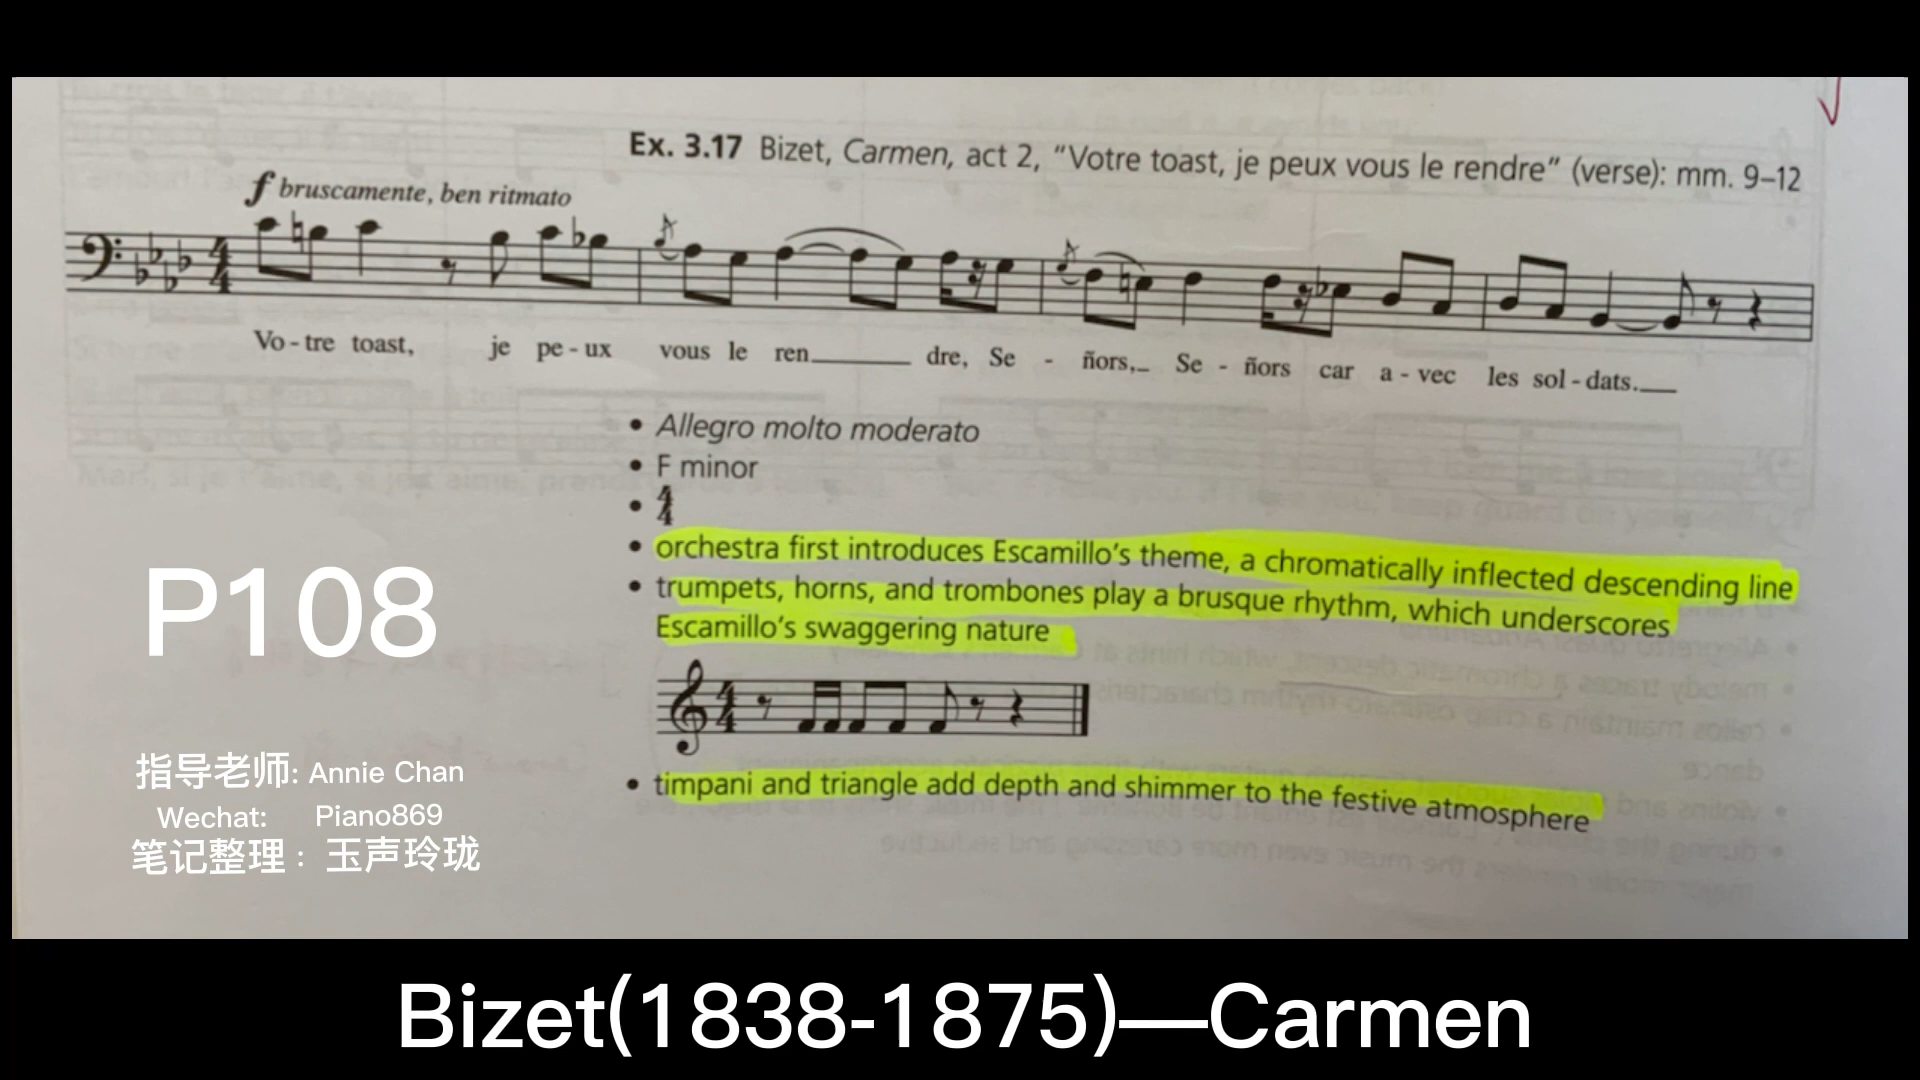 Ex. 3.17 Bizet, Carmen, act 2, “Votre toast, je peux vous le rendre” (verse): mm. 9–12
f bruscamente, ben ritmato
Vo - tre toast, je pe - ux vous le ren____ dre, Se - ñors,_ Se - ñors car a - vec les sol - dats.__
• Allegro molto moderato
• F minor
• 4/4
• orchestra first introduces Escamillo’s theme, a chromatically inflected descending line
• trumpets, horns, and trombones play a brusque rhythm, which underscores
Escamillo’s swaggering nature
• timpani and triangle add depth and shimmer to the festive atmosphere
P108
指导老师: Annie Chan
Wechat: Piano869
笔记整理：玉声玲珑
Bizet(1838-1875)—Carmen